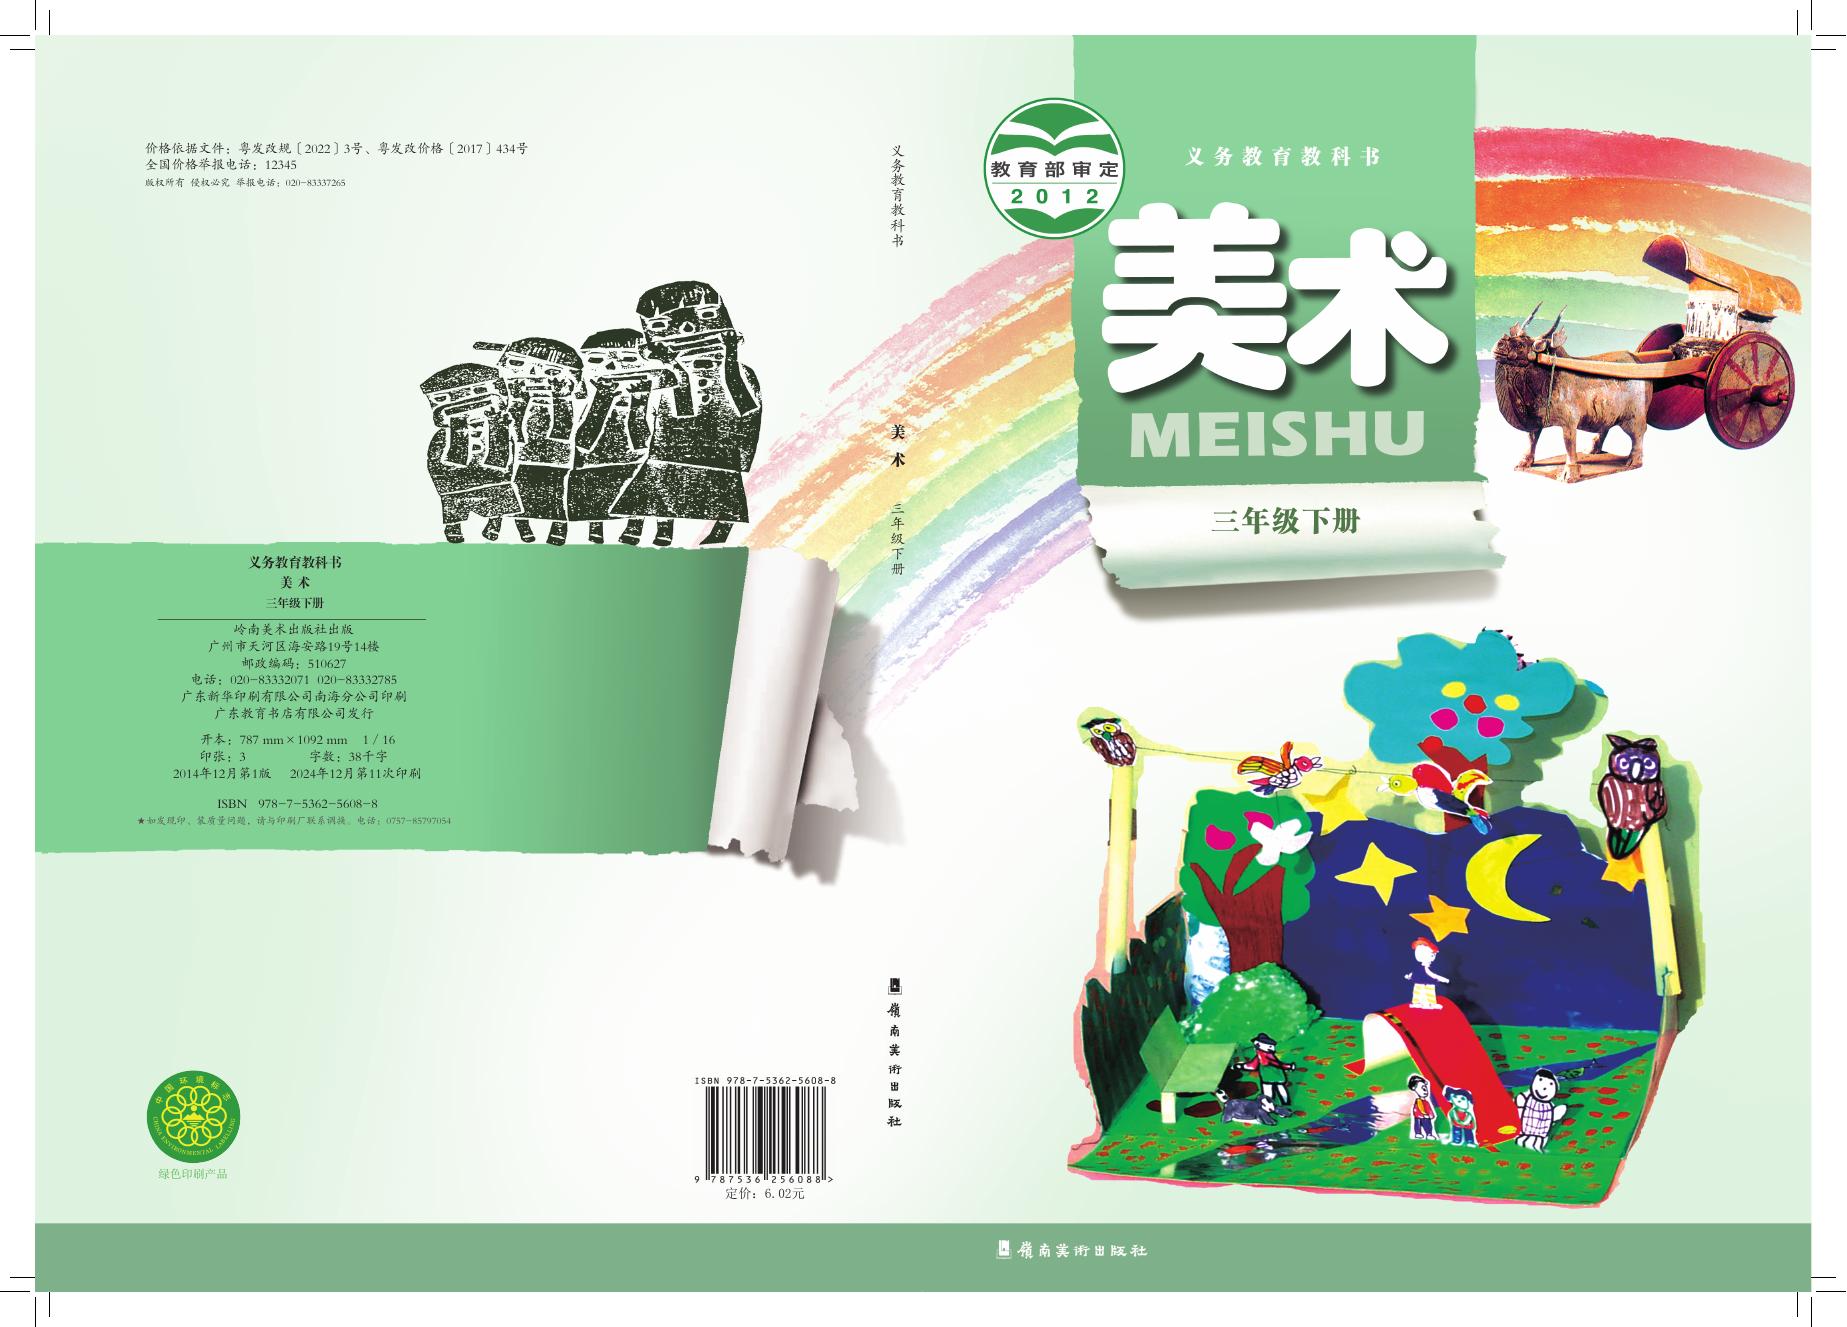 价格依据文件：粤发改规〔2022〕3号、粤发改价格〔2017〕434号
全国价格举报电话：12345
版权所有 侵权必究 举报电话：020-83337265
义务教育教科书
美 术
三年级下册
岭南美术出版社出版
广州市天河区海安路19号14楼
邮政编码：510627
电话：020-83332071 020-83332785
广东新华印刷有限公司南海分公司印刷
广东教育书店有限公司发行
开本：787 mm×1092 mm 1／16
印张：3 字数：38千字
2014年12月第1版 2024年12月第11次印刷
ISBN 978-7-5362-5608-8
★如发现印、装质量问题，请与印刷厂联系调换。电话：0757-85797054
中国环境标志
CHINA ENVIRONMENTAL LABELLING
绿色印刷产品
ISBN 978-7-5362-5608-8
9 787536 256088 >
定价：6.02元
义务教育教科书
美术
三年级下册
嶺南美術出版社
教育部审定
2012
义务教育教科书
美术
MEISHU
三年级下册
嶺南美術出版社